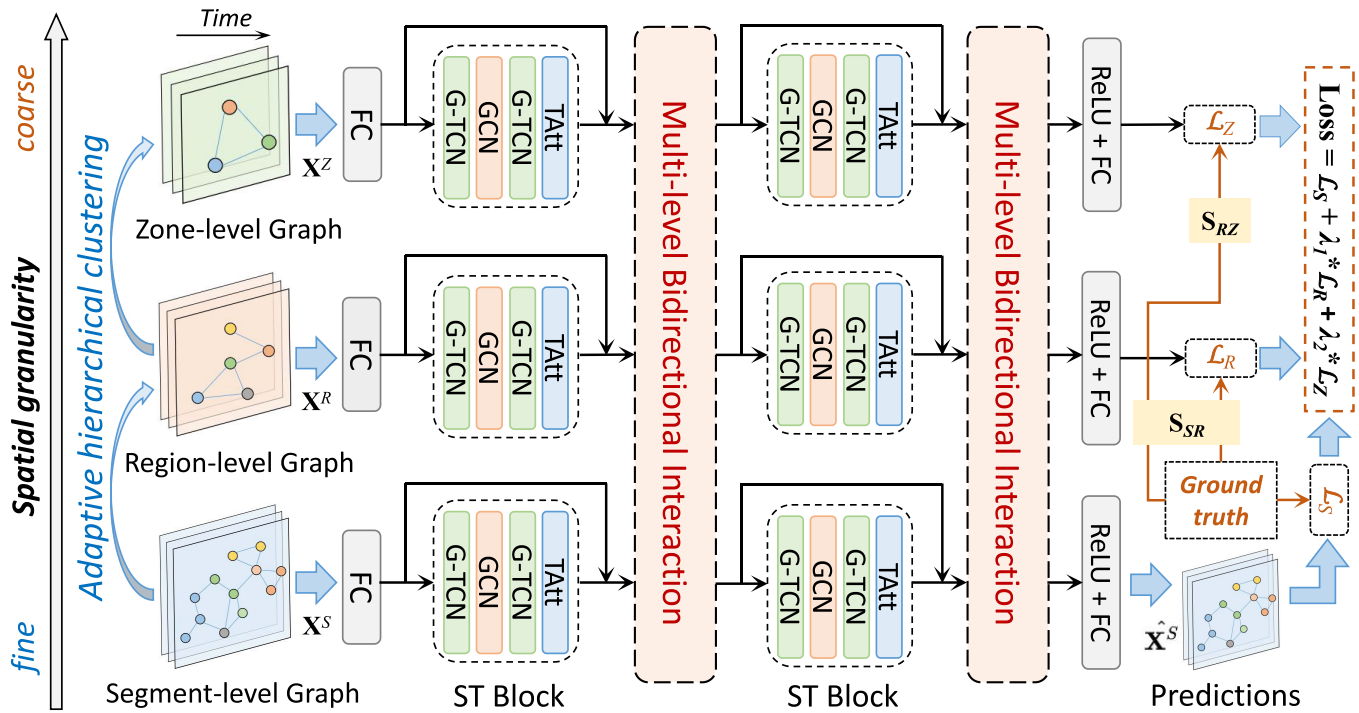 Time
coarse
Spatial granularity
fine
Adaptive hierarchical clustering
X^Z
Zone-level Graph
X^R
Region-level Graph
X^S
Segment-level Graph
FC
G-TCN
GCN
G-TCN
TAtt
FC
G-TCN
GCN
G-TCN
TAtt
FC
G-TCN
GCN
G-TCN
TAtt
ST Block
Multi-level Bidirectional Interaction
G-TCN
GCN
G-TCN
TAtt
G-TCN
GCN
G-TCN
TAtt
G-TCN
GCN
G-TCN
TAtt
ST Block
Multi-level Bidirectional Interaction
ReLU + FC
ReLU + FC
ReLU + FC
ℒ_Z
S_RZ
ℒ_R
S_SR
Ground
truth
ℒ_S
X̂^S
Predictions
Loss = ℒ_S + λ_1* ℒ_R + λ_2* ℒ_Z